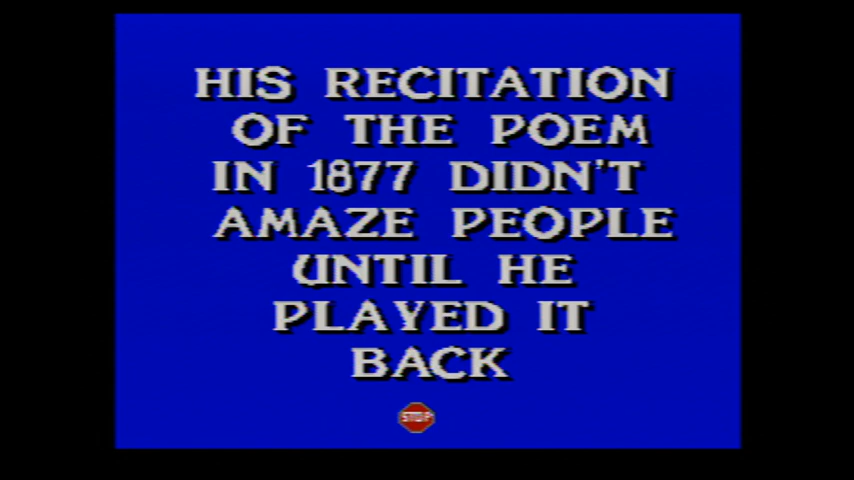 HIS RECITATION
OF THE POEM
IN 1877 DIDN'T
AMAZE PEOPLE
UNTIL HE
PLAYED IT
BACK
STOP